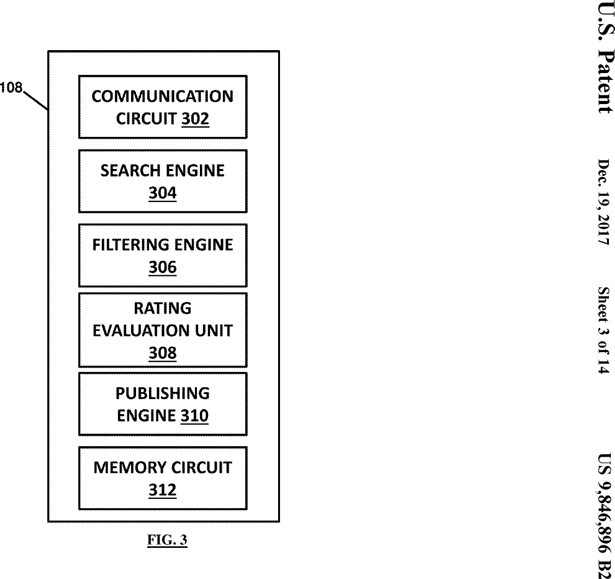 U.S. Patent
Dec. 19, 2017
Sheet 3 of 14
US 9,846,896 B2
108
COMMUNICATION
CIRCUIT 302
SEARCH ENGINE
304
FILTERING ENGINE
306
RATING
EVALUATION UNIT
308
PUBLISHING
ENGINE 310
MEMORY CIRCUIT
312
FIG. 3